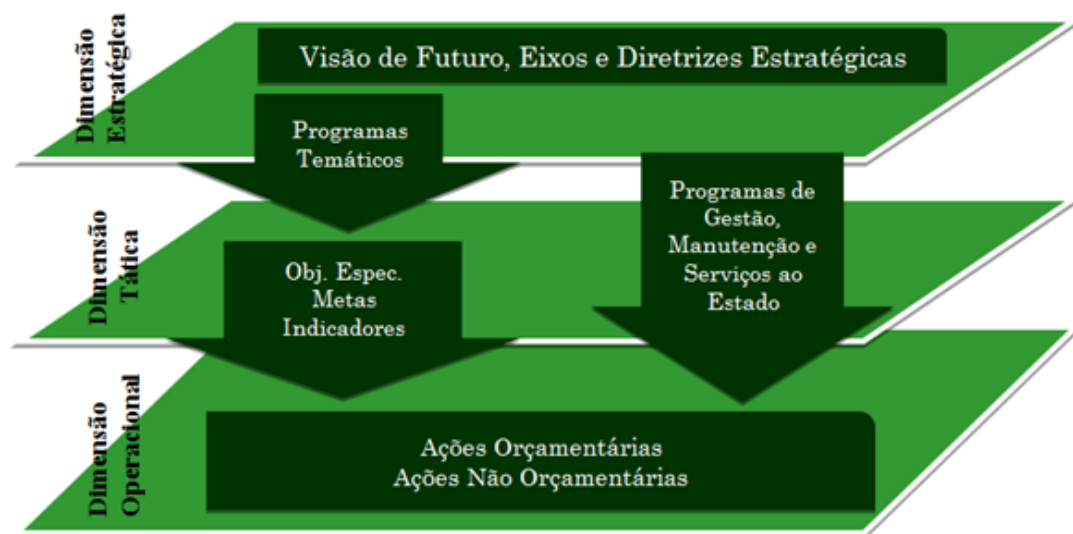 Dimensão
Estratégica
Visão de Futuro, Eixos e Diretrizes Estratégicas
Programas
Temáticos
Programas de
Gestão,
Manutenção e
Serviços ao
Estado
Dimensão
Tática
Obj. Espec.
Metas
Indicadores
Dimensão
Operacional
Ações Orçamentárias
Ações Não Orçamentárias